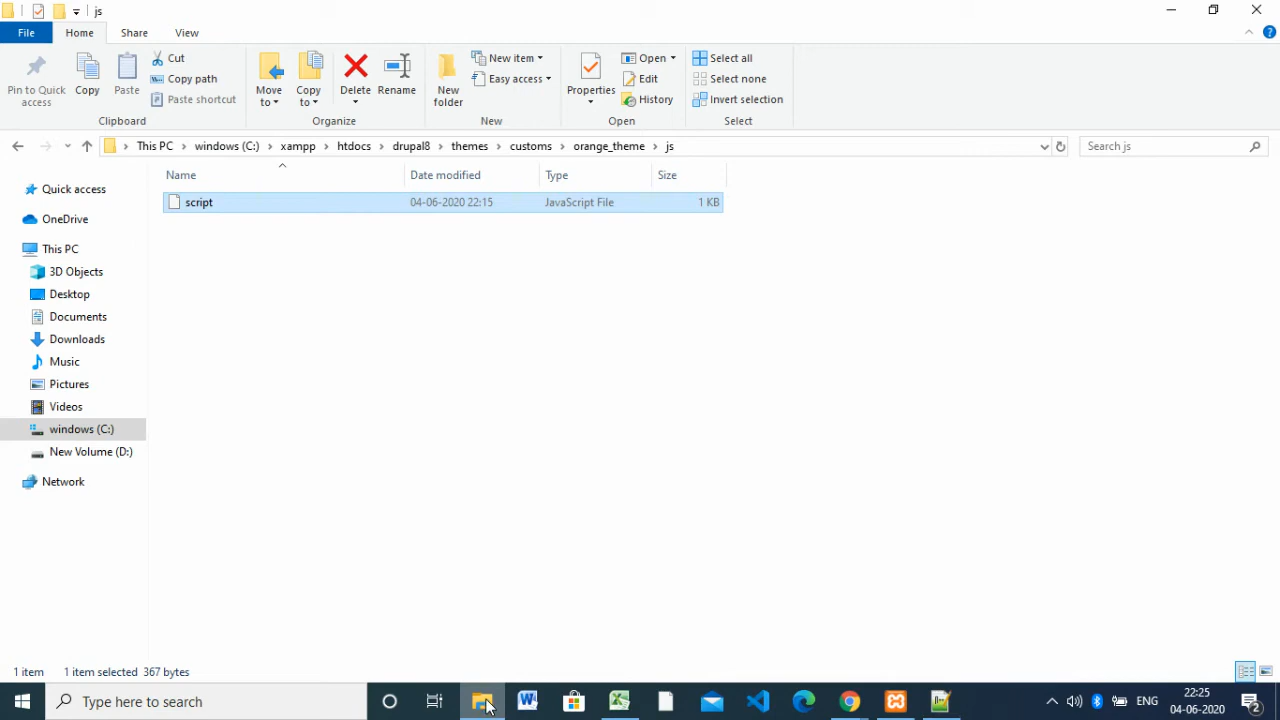 js
File Home Share View
Pin to Quick access
Copy
Paste
Cut
Copy path
Paste shortcut
Clipboard
Move to
Copy to
Delete
Rename
Organize
New folder
New item
Easy access
New
Properties
Open
Edit
History
Open
Select all
Select none
Invert selection
Select
This PC > windows (C:) > xampp > htdocs > drupal8 > themes > customs > orange_theme > js
Search js
Name Date modified Type Size
script 04-06-2020 22:15 JavaScript File 1 KB
Quick access
OneDrive
This PC
3D Objects
Desktop
Documents
Downloads
Music
Pictures
Videos
windows (C:)
New Volume (D:)
Network
1 item 1 item selected 367 bytes
Type here to search
ENG
22:25
04-06-2020
2